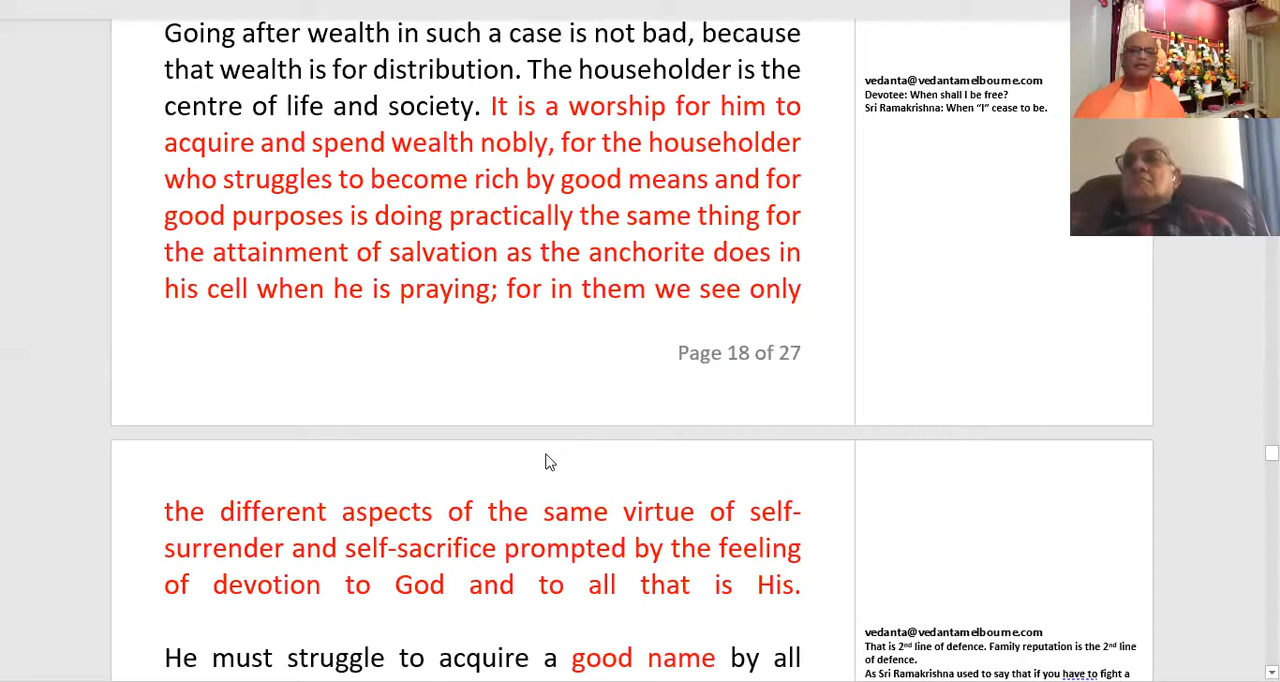 Going after wealth in such a case is not bad, because
that wealth is for distribution. The householder is the
centre of life and society. It is a worship for him to
acquire and spend wealth nobly, for the householder
who struggles to become rich by good means and for
good purposes is doing practically the same thing for
the attainment of salvation as the anchorite does in
his cell when he is praying; for in them we see only
Page 18 of 27
the different aspects of the same virtue of self-
surrender and self-sacrifice prompted by the feeling
of devotion to God and to all that is His.
He must struggle to acquire a good name by all
vedanta@vedantamelbourne.com
Devotee: When shall I be free?
Sri Ramakrishna: When “I” cease to be.
vedanta@vedantamelbourne.com
That is 2nd line of defence. Family reputation is the 2nd line
of defence.
As Sri Ramakrishna used to say that if you have to fight a